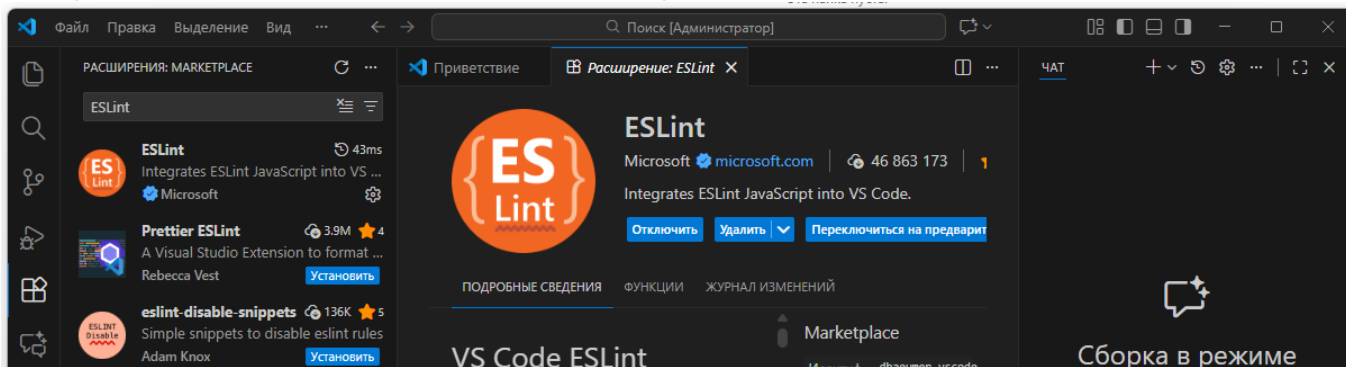 Файл Правка Выделение Вид ... Поиск [Администратор]
РАСШИРЕНИЯ: MARKETPLACE
ESLint
ES
Lint
ESLint 43ms
Integrates ESLint JavaScript into VS ...
Microsoft
Prettier ESLint 3.9M 4
A Visual Studio Extension to format ...
Rebecca Vest Установить
ESLINT
Disable
eslint-disable-snippets 136K 5
Simple snippets to disable eslint rules
Adam Knox Установить
Приветствие Расширение: ESLint
ES
Lint
ESLint
Microsoft microsoft.com 46 863 173
Integrates ESLint JavaScript into VS Code.
Отключить Удалить Переключиться на предварит
ПОДРОБНЫЕ СВЕДЕНИЯ ФУНКЦИИ ЖУРНАЛ ИЗМЕНЕНИЙ
VS Code ESLint
Marketplace
ЧАТ
Сборка в режиме